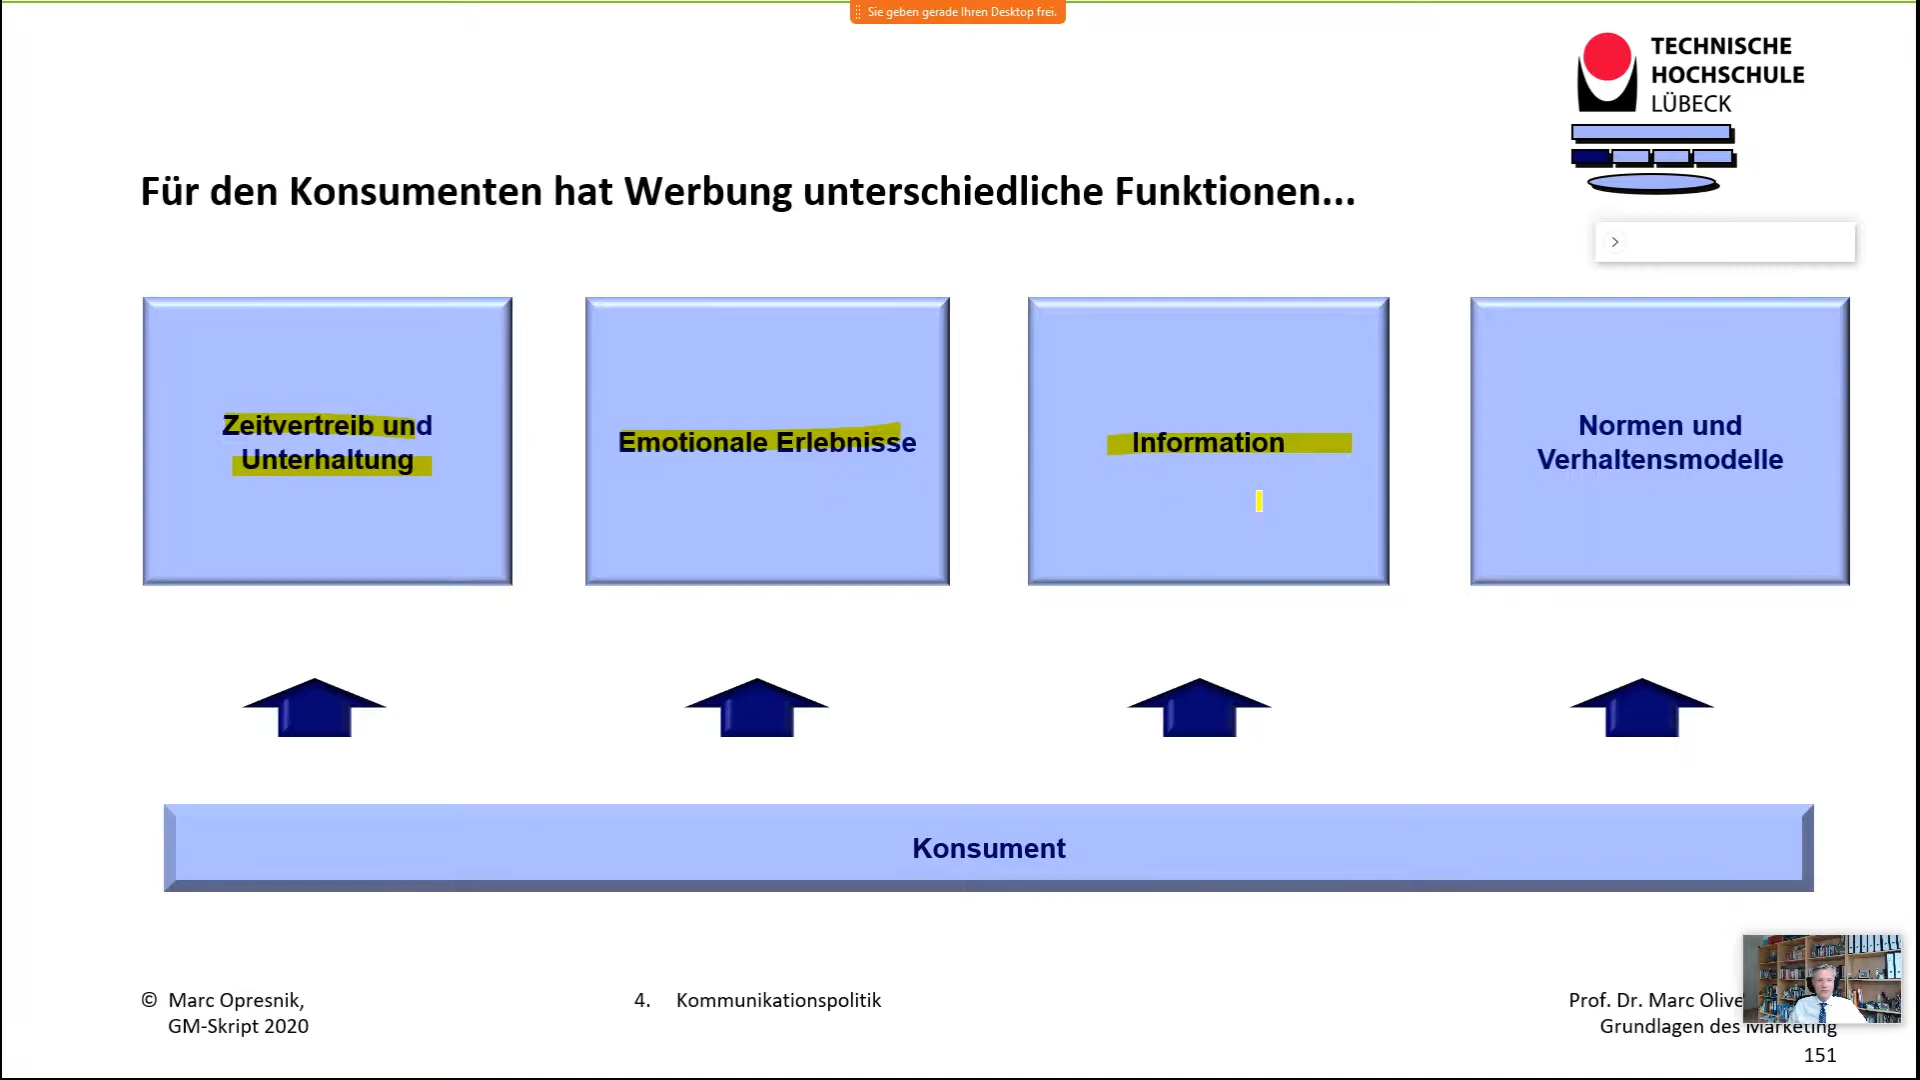 Sie geben gerade Ihren Desktop frei.
TECHNISCHE
HOCHSCHULE
LÜBECK
Für den Konsumenten hat Werbung unterschiedliche Funktionen...
Zeitvertreib und
Unterhaltung
Emotionale Erlebnisse
Information
Normen und
Verhaltensmodelle
Konsument
© Marc Opresnik,
GM-Skript 2020
4. Kommunikationspolitik
Prof. Dr. Marc Olive
Grundlagen des Marketing
151